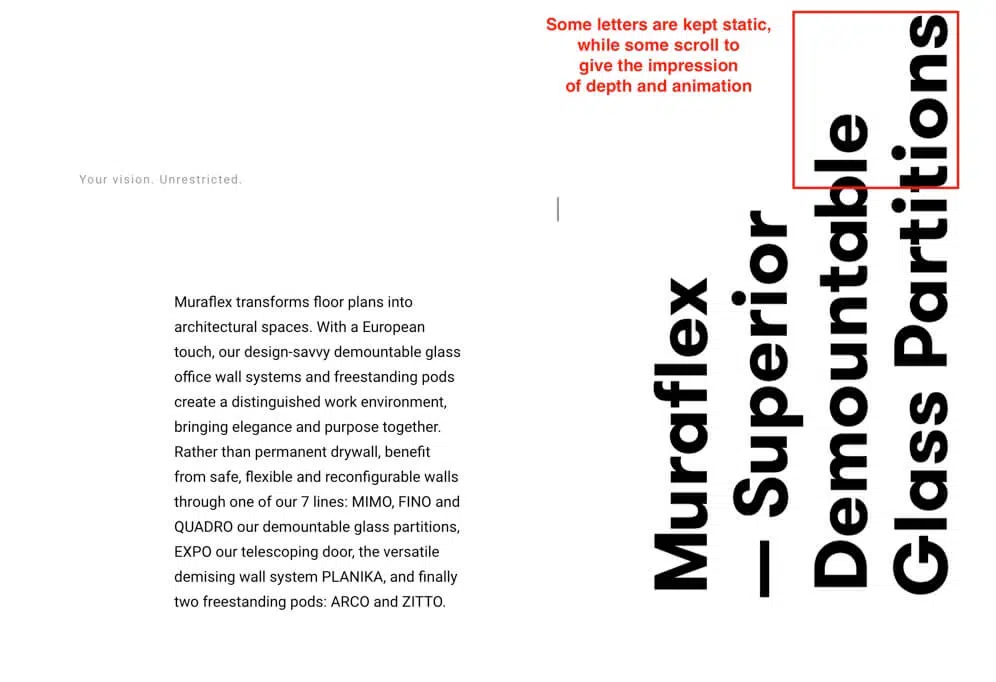 Some letters are kept static,
while some scroll to
give the impression
of depth and animation
Your vision. Unrestricted.
Muraflex transforms floor plans into
architectural spaces. With a European
touch, our design-savvy demountable glass
office wall systems and freestanding pods
create a distinguished work environment,
bringing elegance and purpose together.
Rather than permanent drywall, benefit
from safe, flexible and reconfigurable walls
through one of our 7 lines: MIMO, FINO and
QUADRO our demountable glass partitions,
EXPO our telescoping door, the versatile
demising wall system PLANIKA, and finally
two freestanding pods: ARCO and ZITTO.
Muraflex
— Superior
Demountable
Glass Partitions